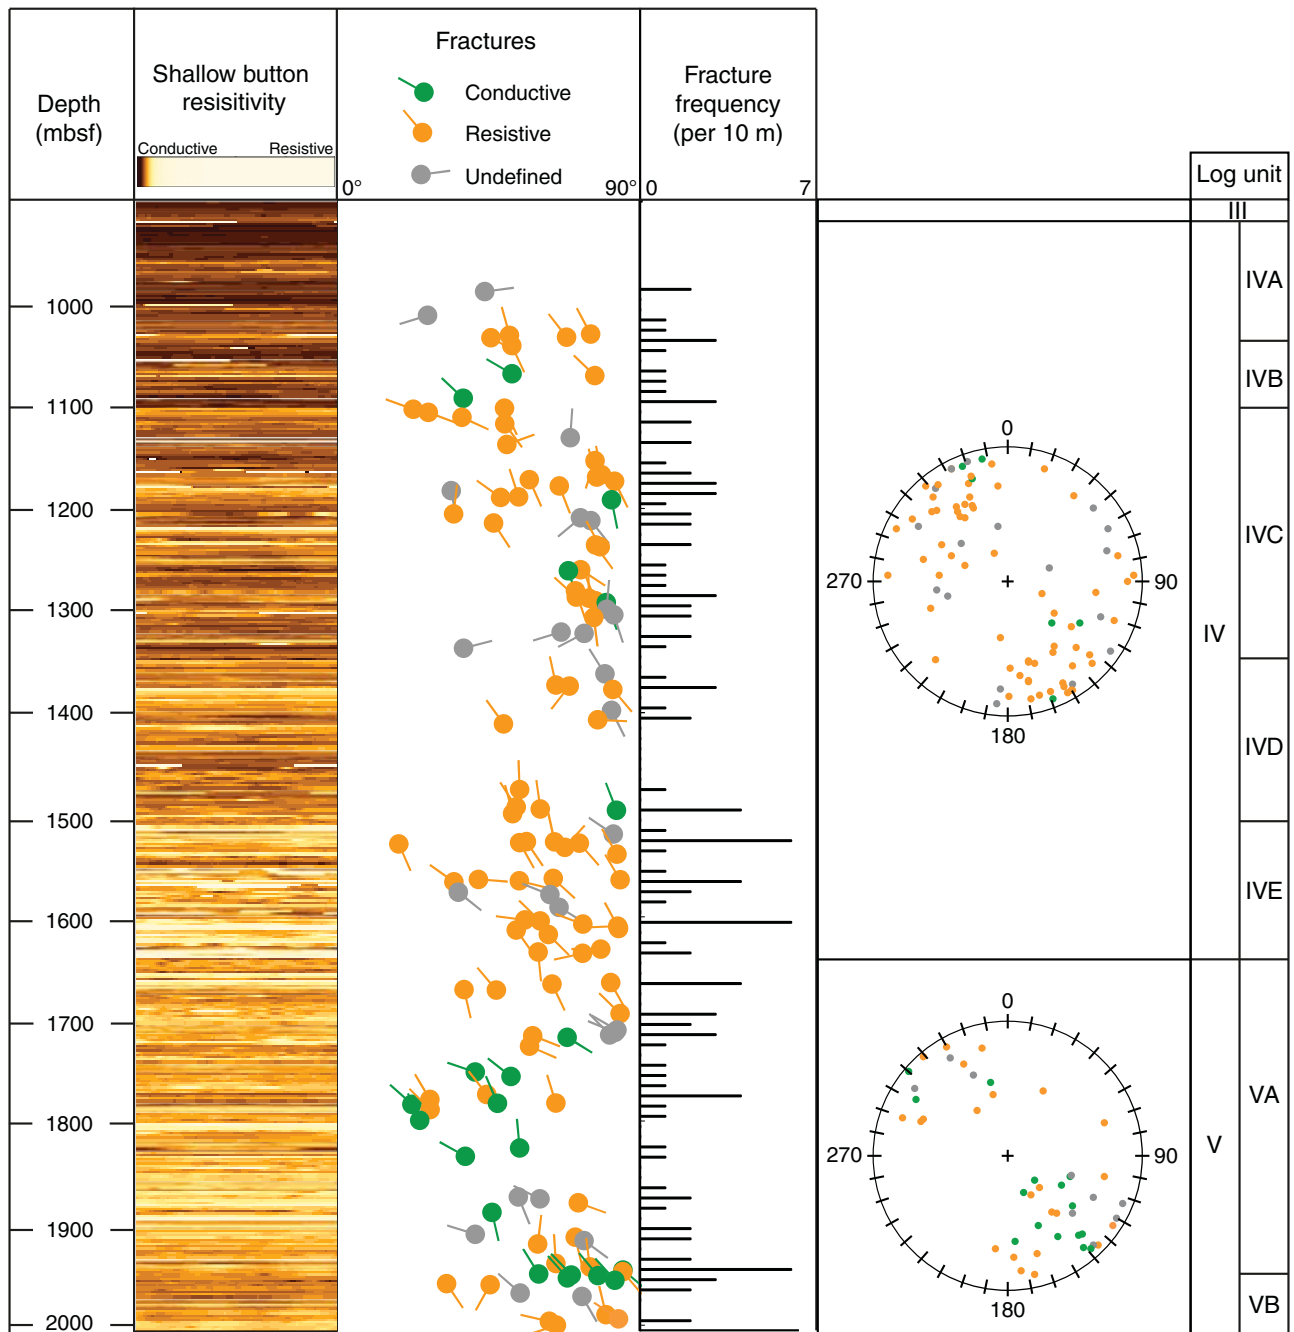 Depth
(mbsf)
Shallow button
resisitivity
Conductive Resistive
Fractures
Conductive
Resistive
Undefined
0° 90°
Fracture
frequency
(per 10 m)
0 7
Log unit
III
IVA
1000
IVB
1100
0
1200
IVC
270 90
1300
IV
180
1400
IVD
1500
IVE
1600
0
1700
VA
1800
270 90
V
1900
180
VB
2000